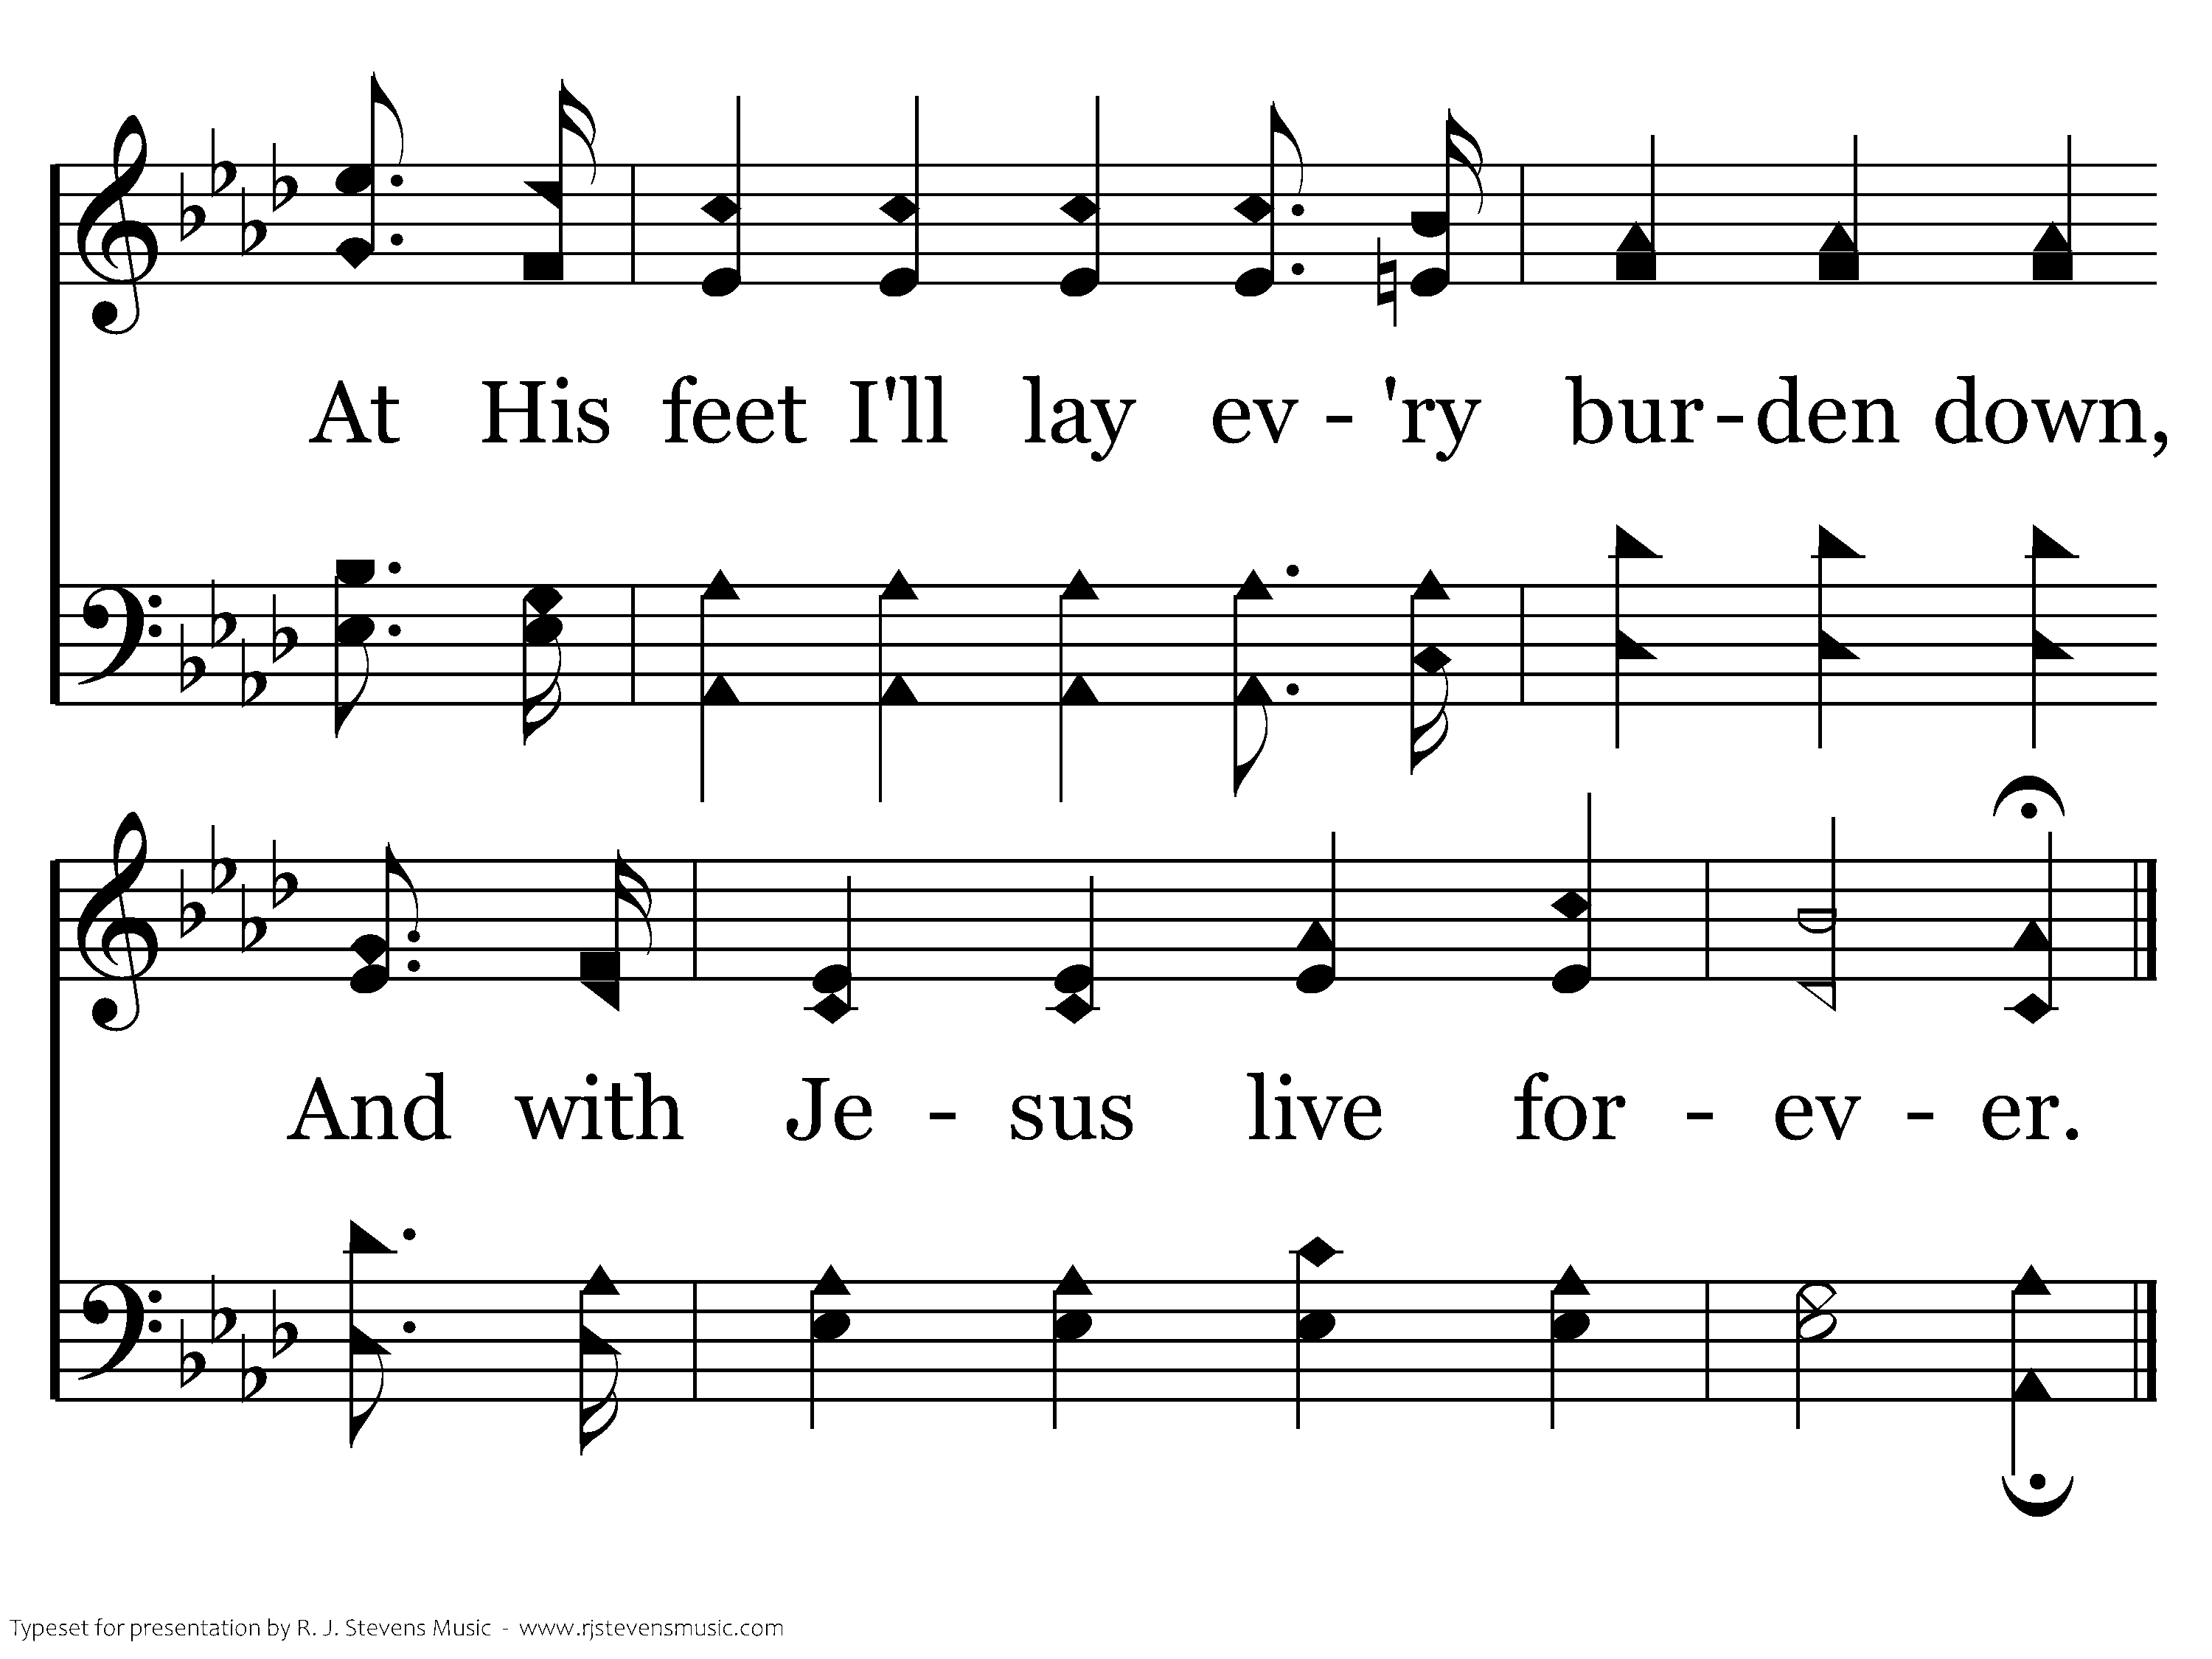 At His feet I'll lay ev - 'ry bur - den down,
And with Je - sus live for - ev - er.
Typeset for presentation by R. J. Stevens Music - www.rjstevensmusic.com